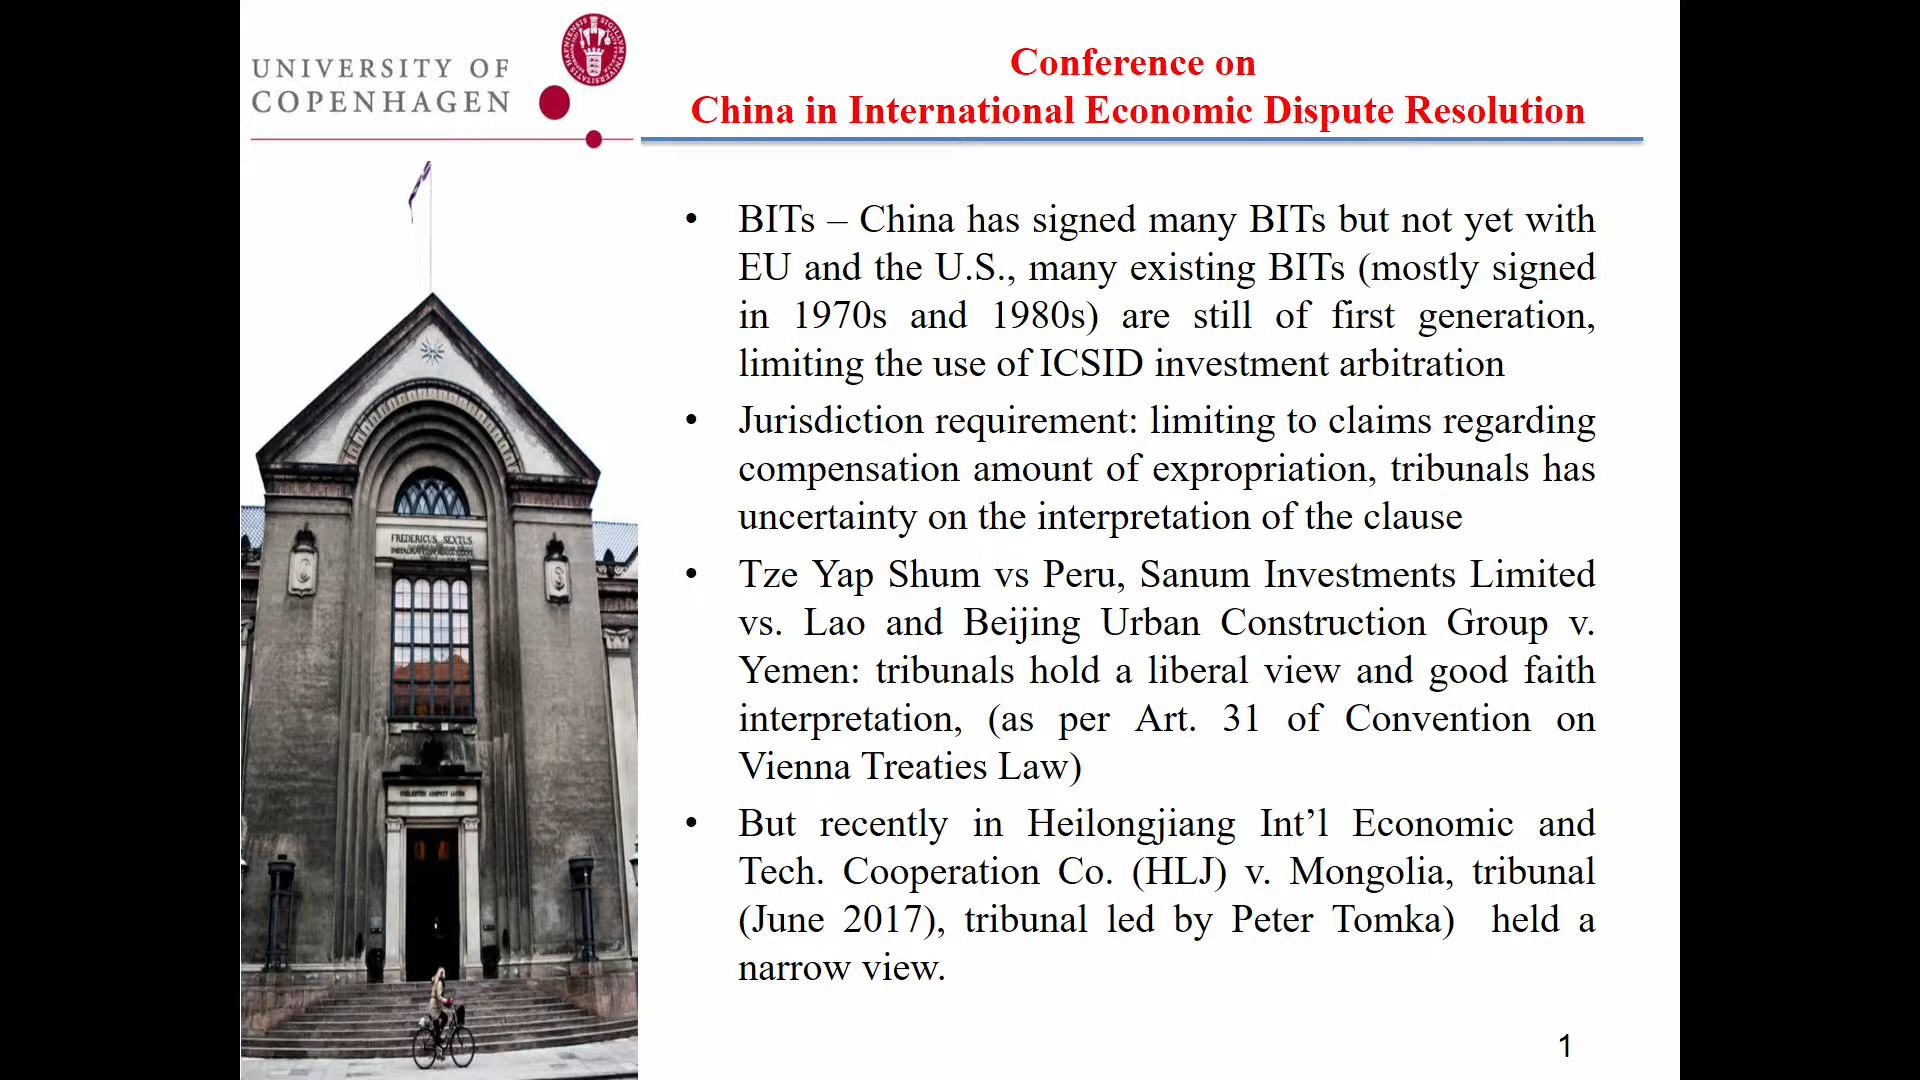 UNIVERSITY OF
COPENHAGEN
Conference on
China in International Economic Dispute Resolution
• BITs – China has signed many BITs but not yet with
EU and the U.S., many existing BITs (mostly signed
in 1970s and 1980s) are still of first generation,
limiting the use of ICSID investment arbitration
• Jurisdiction requirement: limiting to claims regarding
compensation amount of expropriation, tribunals has
uncertainty on the interpretation of the clause
• Tze Yap Shum vs Peru, Sanum Investments Limited
vs. Lao and Beijing Urban Construction Group v.
Yemen: tribunals hold a liberal view and good faith
interpretation, (as per Art. 31 of Convention on
Vienna Treaties Law)
• But recently in Heilongjiang Int’l Economic and
Tech. Cooperation Co. (HLJ) v. Mongolia, tribunal
(June 2017), tribunal led by Peter Tomka) held a
narrow view.
FREDERICUS SEXTUS
1